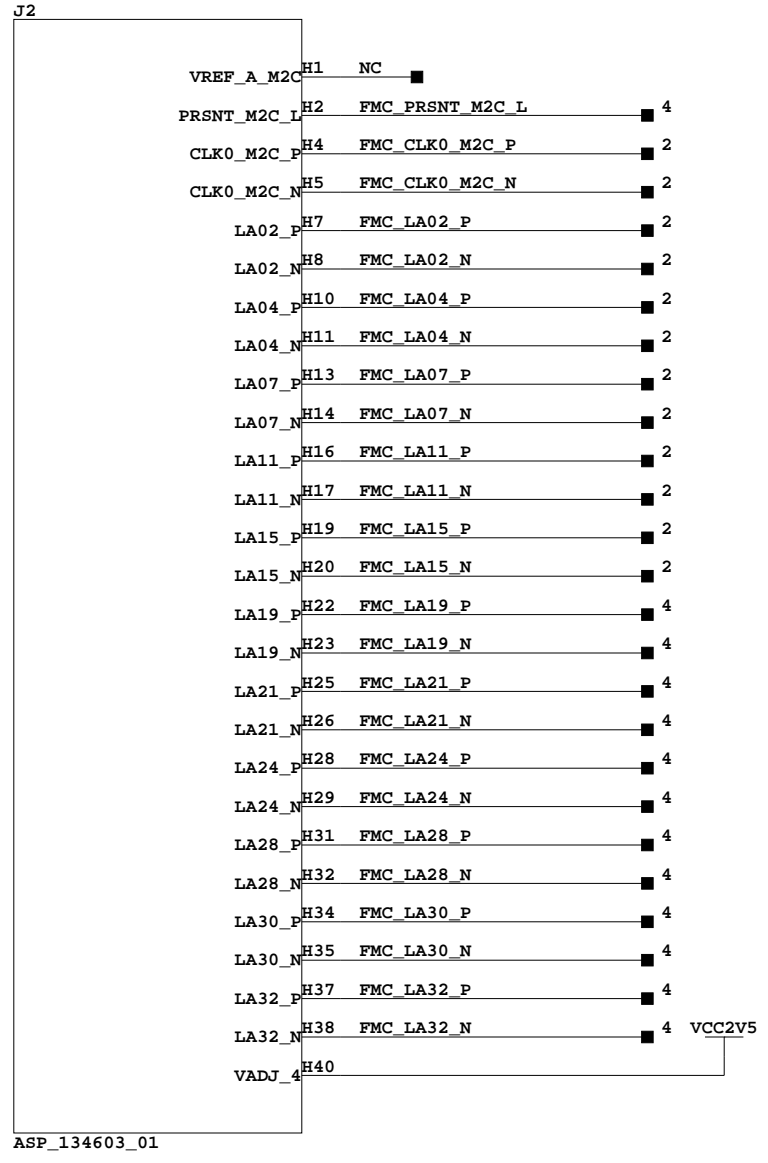 J2
VREF_A_M2C H1 NC
PRSNT_M2C_L H2 FMC_PRSNT_M2C_L 4
CLK0_M2C_P H4 FMC_CLK0_M2C_P 2
CLK0_M2C_N H5 FMC_CLK0_M2C_N 2
LA02_P H7 FMC_LA02_P 2
LA02_N H8 FMC_LA02_N 2
LA04_P H10 FMC_LA04_P 2
LA04_N H11 FMC_LA04_N 2
LA07_P H13 FMC_LA07_P 2
LA07_N H14 FMC_LA07_N 2
LA11_P H16 FMC_LA11_P 2
LA11_N H17 FMC_LA11_N 2
LA15_P H19 FMC_LA15_P 2
LA15_N H20 FMC_LA15_N 2
LA19_P H22 FMC_LA19_P 4
LA19_N H23 FMC_LA19_N 4
LA21_P H25 FMC_LA21_P 4
LA21_N H26 FMC_LA21_N 4
LA24_P H28 FMC_LA24_P 4
LA24_N H29 FMC_LA24_N 4
LA28_P H31 FMC_LA28_P 4
LA28_N H32 FMC_LA28_N 4
LA30_P H34 FMC_LA30_P 4
LA30_N H35 FMC_LA30_N 4
LA32_P H37 FMC_LA32_P 4
LA32_N H38 FMC_LA32_N 4 VCC2V5
VADJ_4 H40
ASP_134603_01